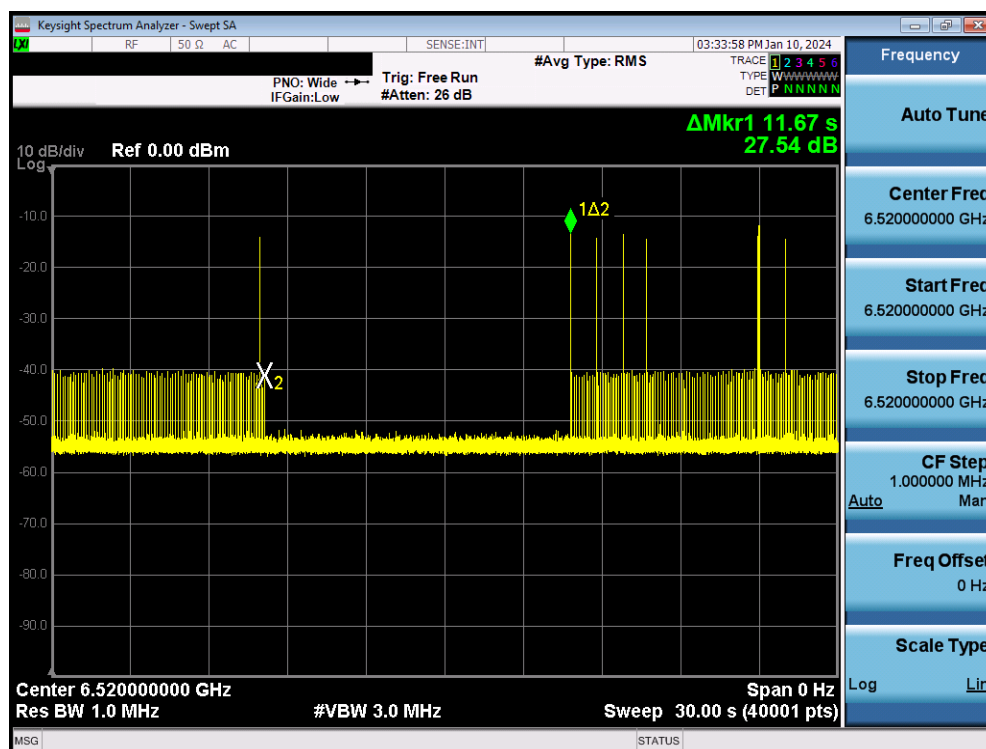 Keysight Spectrum Analyzer - Swept SA
LXI RF 50 Ω AC SENSE:INT 03:33:58 PM Jan 10, 2024
#Avg Type: RMS
TRACE 1 2 3 4 5 6
PNO: Wide Trig: Free Run
TYPE WWWWWW
IFGain:Low #Atten: 26 dB
DET P N N N N N
ΔMkr1 11.67 s
27.54 dB
10 dB/div Ref 0.00 dBm
Log
1Δ2
2
-10.0
-20.0
-30.0
-40.0
-50.0
-60.0
-70.0
-80.0
-90.0
Center 6.520000000 GHz Span 0 Hz
Res BW 1.0 MHz #VBW 3.0 MHz Sweep 30.00 s (40001 pts)
MSG STATUS
Frequency
Auto Tune
Center Freq
6.520000000 GHz
Start Freq
6.520000000 GHz
Stop Freq
6.520000000 GHz
CF Step
1.000000 MHz
Auto Man
Freq Offset
0 Hz
Scale Type
Log Lin